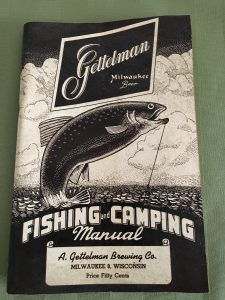 Gettelman
Milwaukee
Beer
FISHING and CAMPING
Manual
A. Gettelman Brewing Co.
MILWAUKEE 8, WISCONSIN
Price Fifty Cents